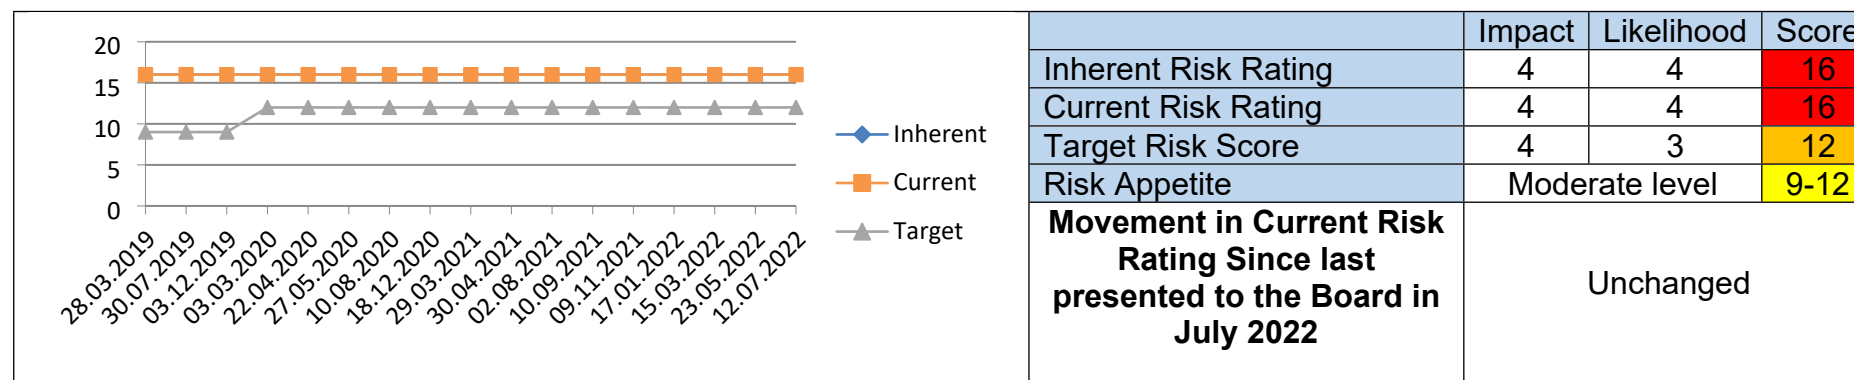 20
15
10
5
0
28.03.2019
30.07.2019
03.12.2019
03.03.2020
22.04.2020
27.05.2020
10.08.2020
18.12.2020
29.03.2021
30.04.2021
02.08.2021
10.09.2021
09.11.2021
17.01.2022
15.03.2022
23.05.2022
12.07.2022
Inherent
Current
Target
Impact Likelihood Score
Inherent Risk Rating 4 4 16
Current Risk Rating 4 4 16
Target Risk Score 4 3 12
Risk Appetite Moderate level 9-12
Movement in Current Risk
Rating Since last
presented to the Board in
July 2022
Unchanged